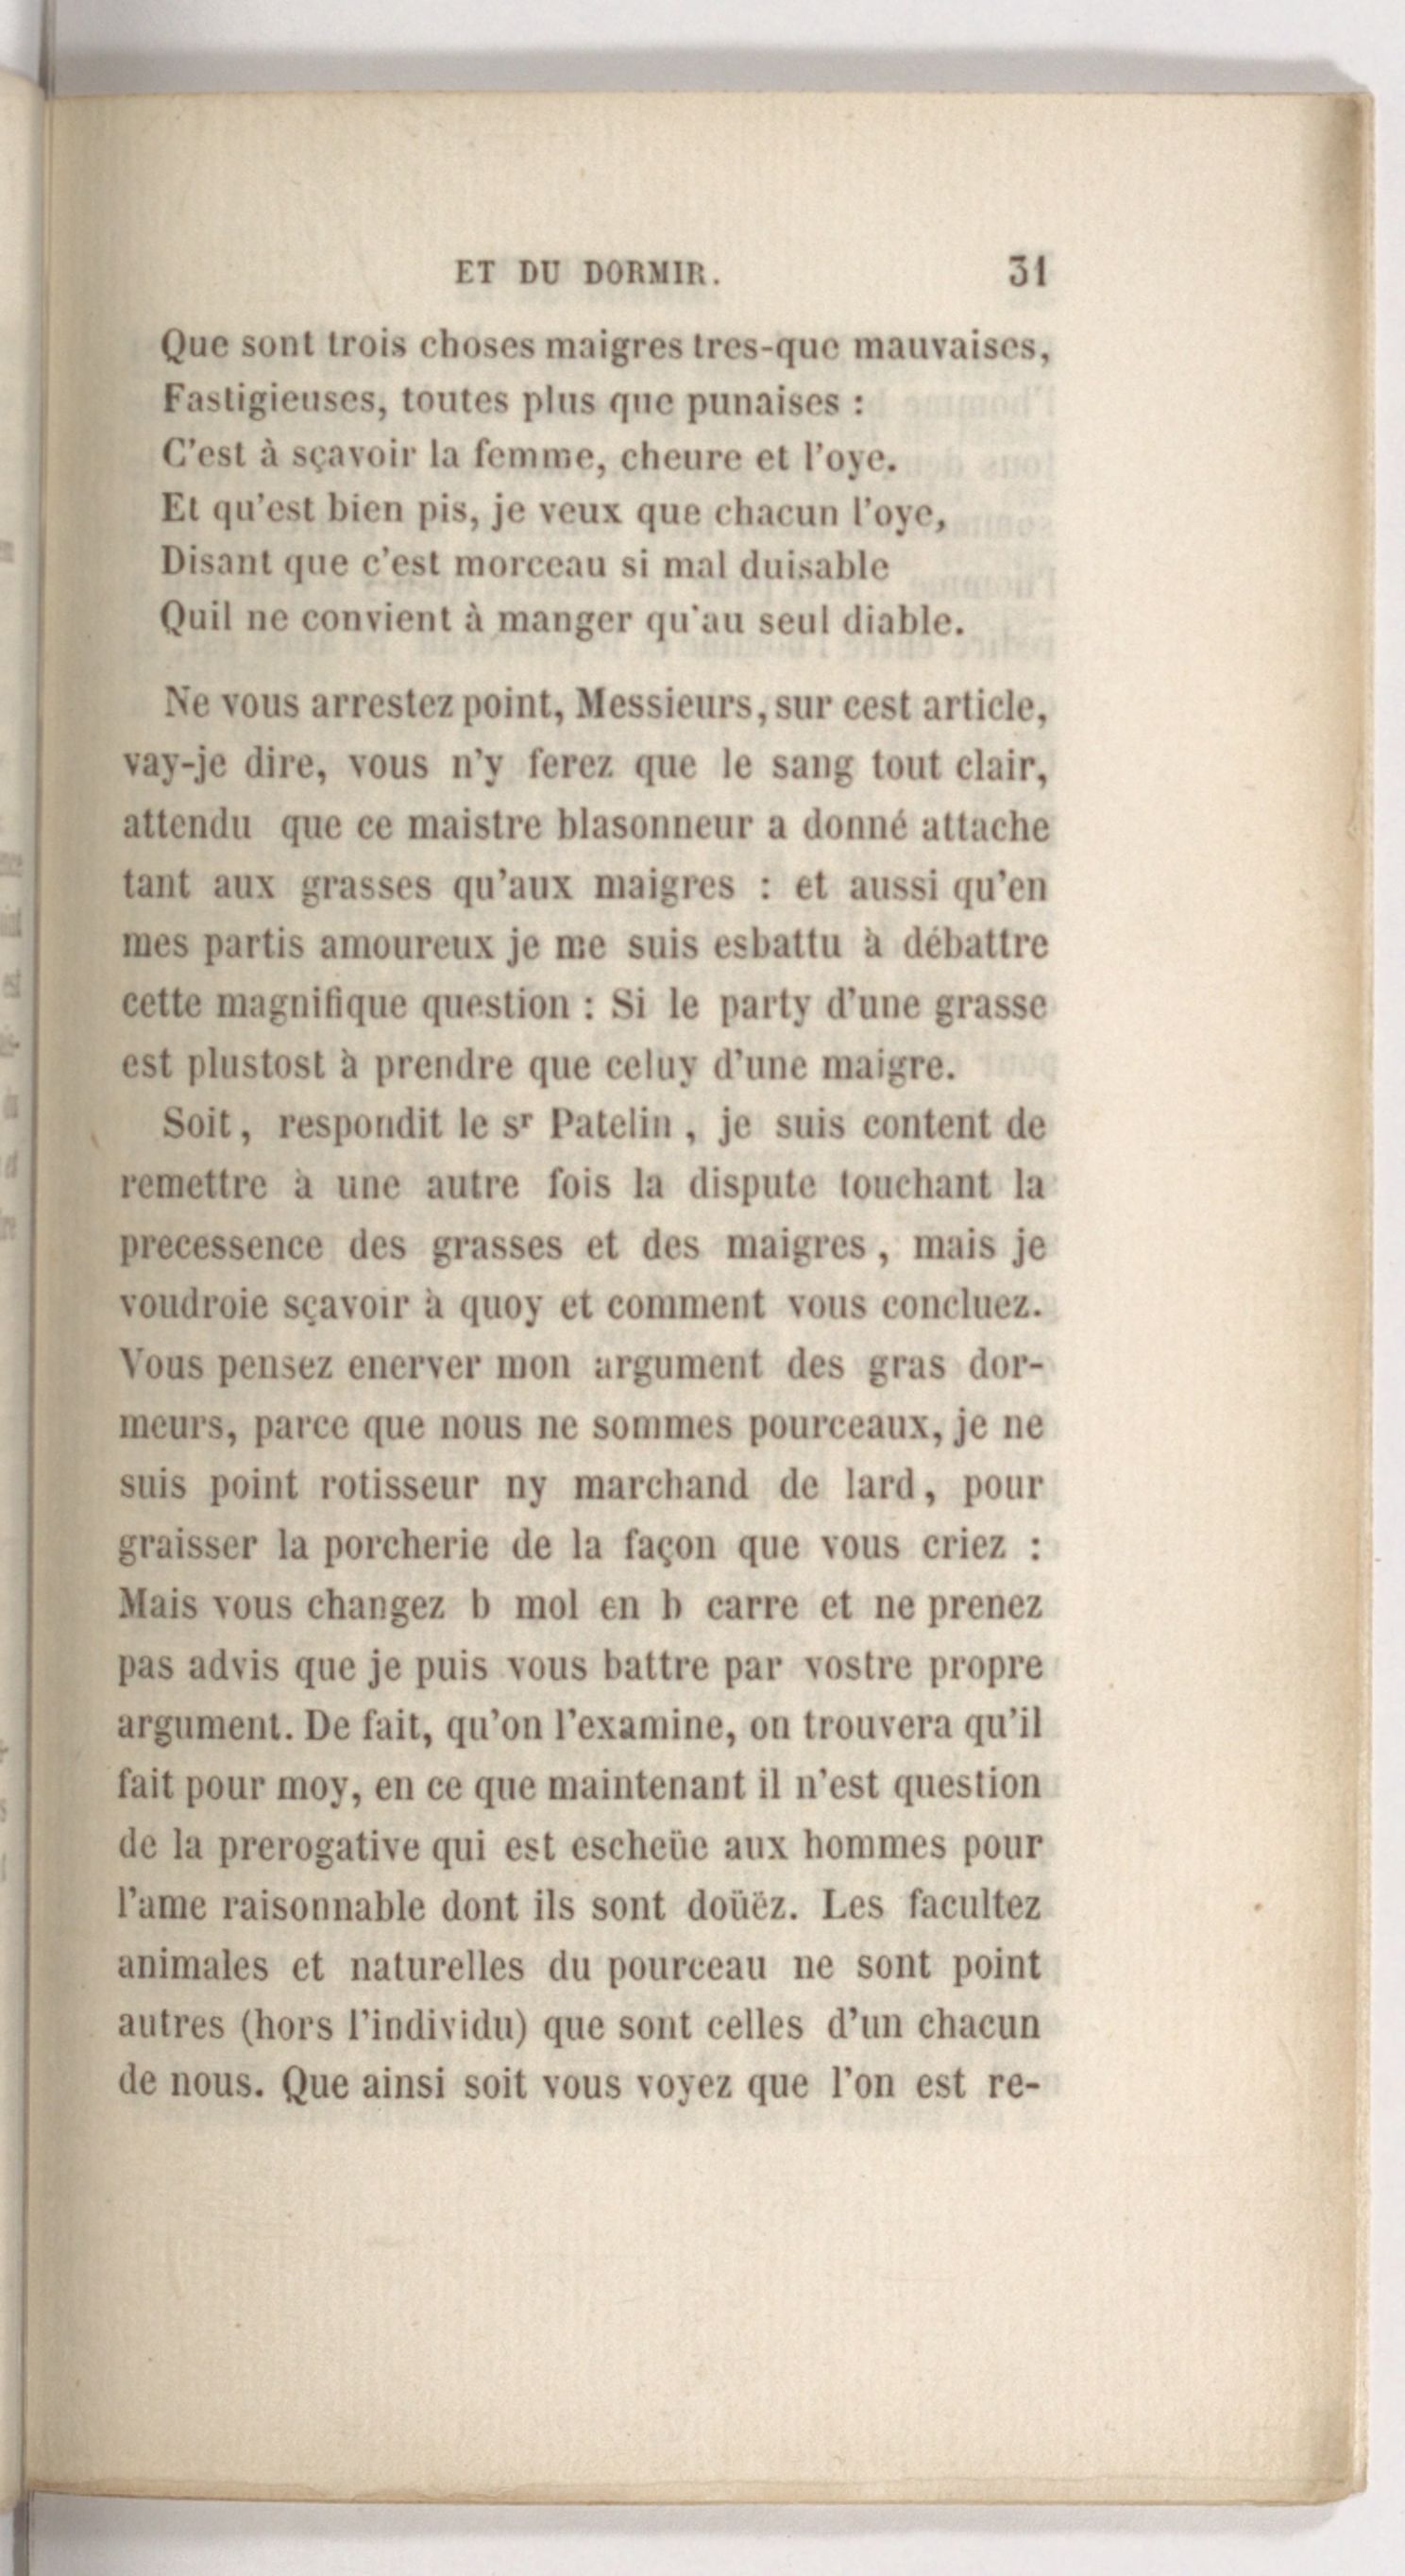 ET DU DORMIR. 31
Que sont trois choses maigres tres-que mauvaises,
Fastigieuses, toutes plus que punaises :
C'est à sçavoir la femme, cheure et l'oye.
Et qu'est bien pis, je veux que chacun l'oye,
Disant que c'est morceau si mal duisable
Quil ne convient à manger qu'au seul diable.
Ne vous arrestez point, Messieurs, sur cest article,
vay-je dire, vous n'y ferez que le sang tout clair,
attendu que ce maistre blasonneur a donné attache
tant aux grasses qu'aux maigres : et aussi qu'en
mes partis amoureux je me suis esbattu à débattre
cette magnifique question : Si le party d'une grasse
est plustost à prendre que celuy d'une maigre.
Soit, respondit le sr Patelin, je suis content de
remettre à une autre fois la dispute touchant la
precessence des grasses et des maigres, mais je
voudroie sçavoir à quoy et comment vous concluez.
Vous pensez enerver mon argument des gras dor-
meurs, parce que nous ne sommes pourceaux, je ne
suis point rotisseur ny marchand de lard, pour
graisser la porcherie de la façon que vous criez :
Mais vous changez b mol en b carre et ne prenez
pas advis que je puis vous battre par vostre propre
argument. De fait, qu'on l'examine, on trouvera qu'il
fait pour moy, en ce que maintenant il n'est question
de la prerogative qui est escheüe aux hommes pour
l'ame raisonnable dont ils sont doüëz. Les facultez
animales et naturelles du pourceau ne sont point
autres (hors l'individu) que sont celles d'un chacun
de nous. Que ainsi soit vous voyez que l'on est re-